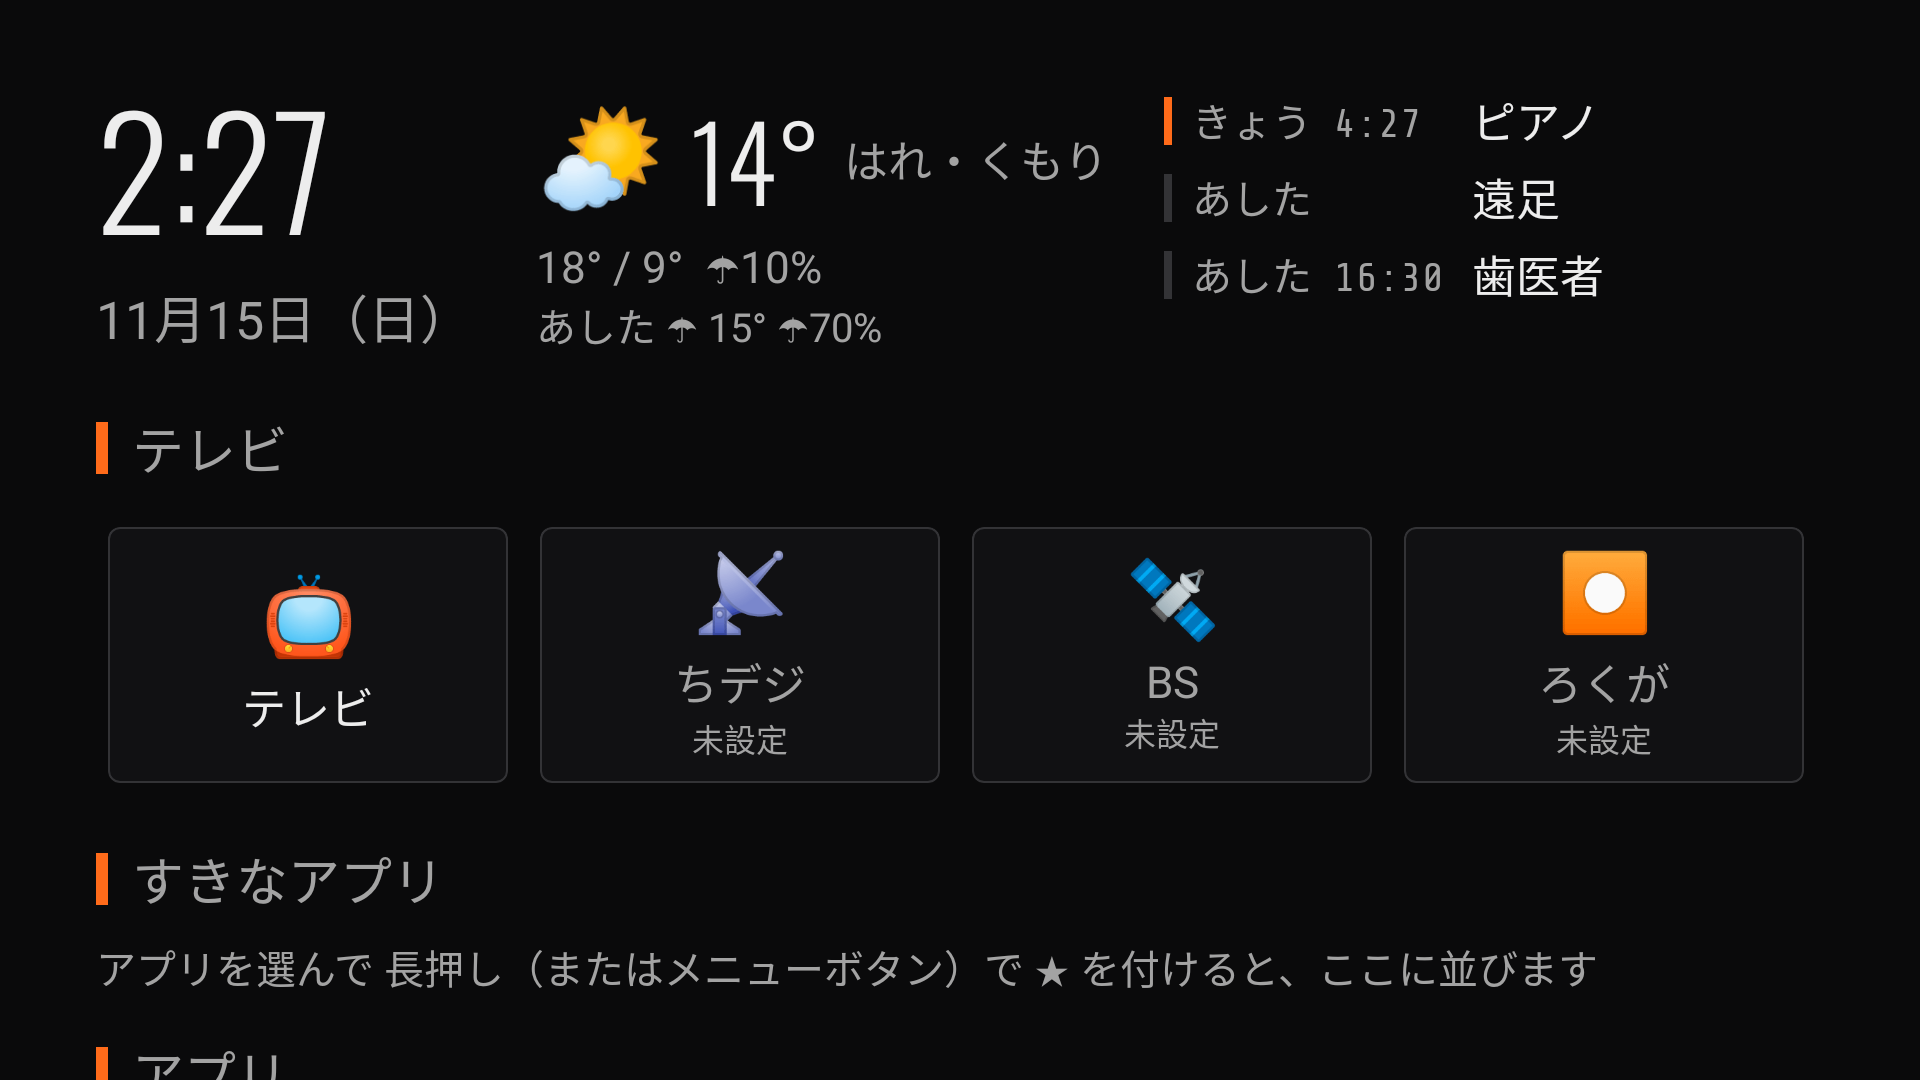 2:27
11月15日（日）
14° はれ・くもり
18° / 9° ☂10%
あした ☂ 15° ☂70%
きょう 4:27 ピアノ
あした 遠足
あした 16:30 歯医者
テレビ
テレビ
ちデジ
未設定
BS
未設定
ろくが
未設定
すきなアプリ
アプリを選んで 長押し（またはメニューボタン）で ★ を付けると、ここに並びます
アプリ